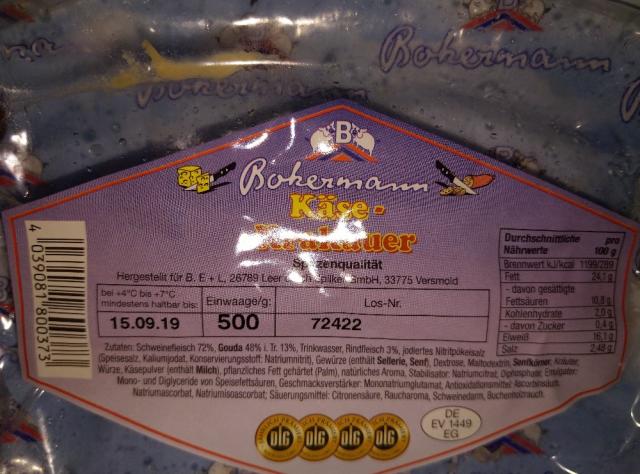 Bokermann
B
Bokermann
Käse-
Krakauer
Spitzenqualität
Hergestellt für B. E + L, 26789 Leer GmbH, 33775 Versmold
bei +4°C bis +7°C
mindestens haltbar bis:
15.09.19
Einwaage/g:
500
Los-Nr.
72422
Durchschnittliche Nährwerte pro 100 g
Brennwert kJ/kcal 1199/289
Fett 24,1 g
- davon gesättigte
Fettsäuren 10,8 g
Kohlenhydrate 2,0 g
- davon Zucker 0,4 g
Eiweiß 16,1 g
Salz 2,48 g
4 039081 800373
Zutaten: Schweinefleisch 72%, Gouda 48% i. Tr. 13%, Trinkwasser, Rindfleisch 3%, jodiertes Nitritpökelsalz
(Speisesalz, Kaliumjodat, Konservierungsstoff: Natriumnitrit), Gewürze (enthält Sellerie, Senf), Dextrose, Maltodextrin, Senfkörner, Kräuter,
Würze, Käsepulver (enthält Milch), pflanzliches Fett gehärtet (Palm), natürliches Aroma, Stabilisator: Natriumcitrat, Diphosphate, Emulgator:
Mono- und Diglyceride von Speisefettsäuren, Geschmacksverstärker: Mononatriumglutamat, Antioxidationsmittel: Ascorbinsäure,
Natriumascorbat, Natriumisoascorbat; Säuerungsmittel: Citronensäure, Raucharoma, Schweinedarm, Buchenholzrauch.
DLG DLG DLG DLG
DE
EV 1449
EG